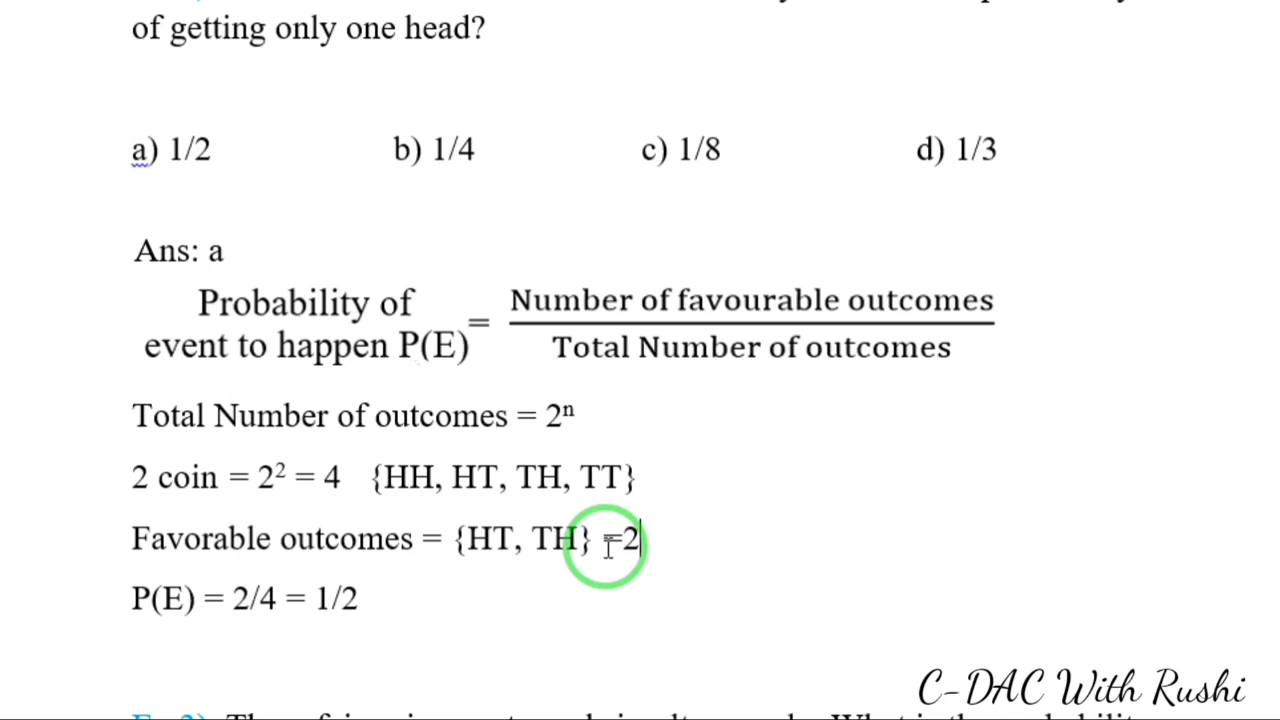 of getting only one head?
a) 1/2 b) 1/4 c) 1/8 d) 1/3
Ans: a
Probability of
event to happen P(E) = Number of favourable outcomes
Total Number of outcomes
Total Number of outcomes = 2ⁿ
2 coin = 2² = 4 {HH, HT, TH, TT}
Favorable outcomes = {HT, TH} =2
P(E) = 2/4 = 1/2
C-DAC With Rushi